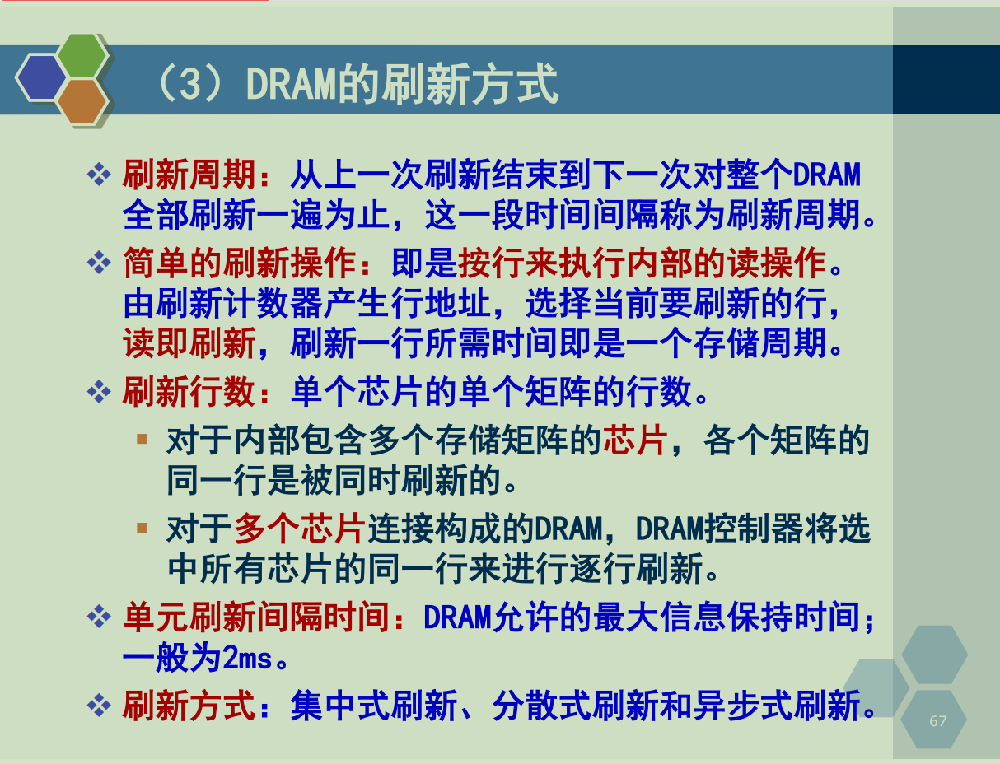 （3）DRAM的刷新方式
刷新周期：从上一次刷新结束到下一次对整个DRAM
全部刷新一遍为止，这一段时间间隔称为刷新周期。
简单的刷新操作：即是按行来执行内部的读操作。
由刷新计数器产生行地址，选择当前要刷新的行，
读即刷新，刷新一行所需时间即是一个存储周期。
刷新行数：单个芯片的单个矩阵的行数。
对于内部包含多个存储矩阵的芯片，各个矩阵的
同一行是被同时刷新的。
对于多个芯片连接构成的DRAM，DRAM控制器将选
中所有芯片的同一行来进行逐行刷新。
单元刷新间隔时间：DRAM允许的最大信息保持时间；
一般为2ms。
刷新方式：集中式刷新、分散式刷新和异步式刷新。
67